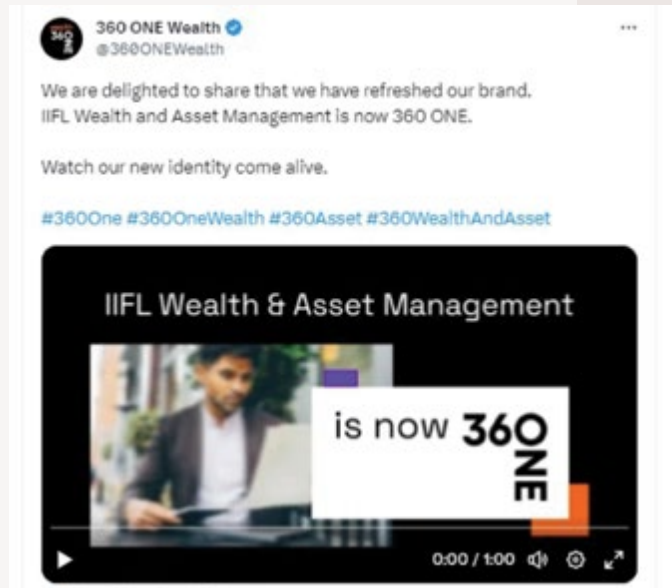 360 ONE Wealth
@360ONEWealth
We are delighted to share that we have refreshed our brand.
IIFL Wealth and Asset Management is now 360 ONE.
Watch our new identity come alive.
#360One #360OneWealth #360Asset #360WealthAndAsset
IIFL Wealth & Asset Management
is now 360
ONE
0:00 / 1:00